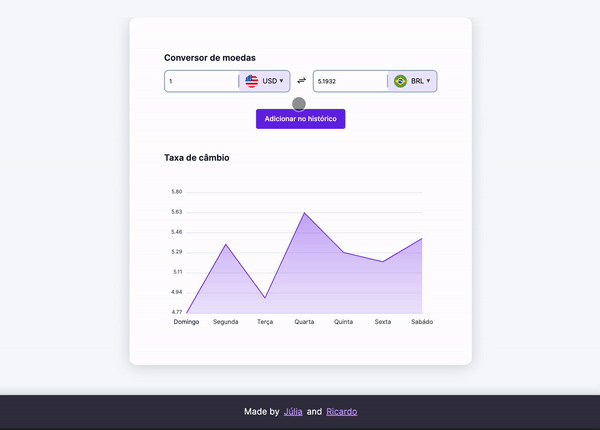 Conversor de moedas
1 USD ▾ ⇌ 5.1932 BRL ▾
Adicionar no histórico
Taxa de câmbio
5.80
5.63
5.46
5.29
5.11
4.94
4.77
Domingo Segunda Terça Quarta Quinta Sexta Sabádo
Made by Júlia and Ricardo